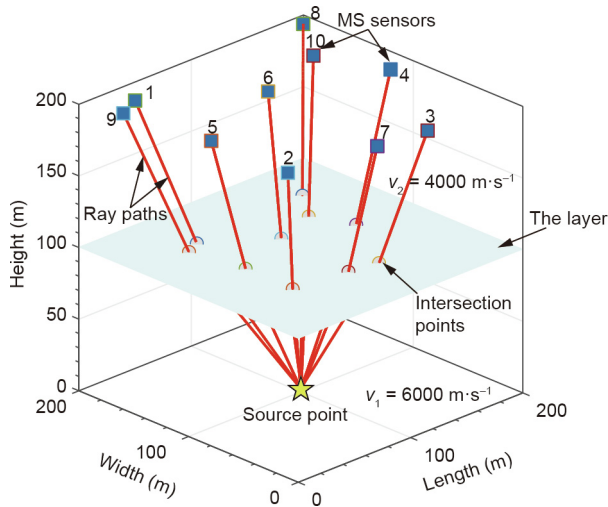 8
MS sensors
10
4
200
1
6
9
3
5
7
2
150
v₂ = 4000 m·s⁻¹
Ray paths
The layer
100
Height (m)
Intersection
points
50
v₁ = 6000 m·s⁻¹
0
200
200
Source point
100
100
Width (m)
Length (m)
0
0